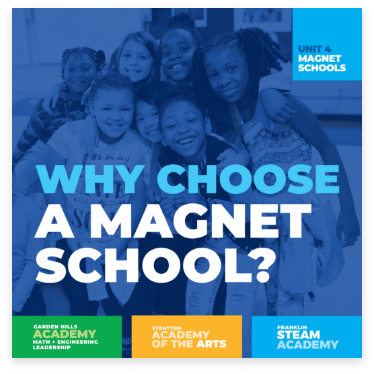 UNIT 4
MAGNET
SCHOOLS
WHY CHOOSE
A MAGNET
SCHOOL?
GARDEN HILLS
ACADEMY
MATH + ENGINEERING
LEADERSHIP
STRATTON
ACADEMY
OF THE ARTS
FRANKLIN
STEAM
ACADEMY